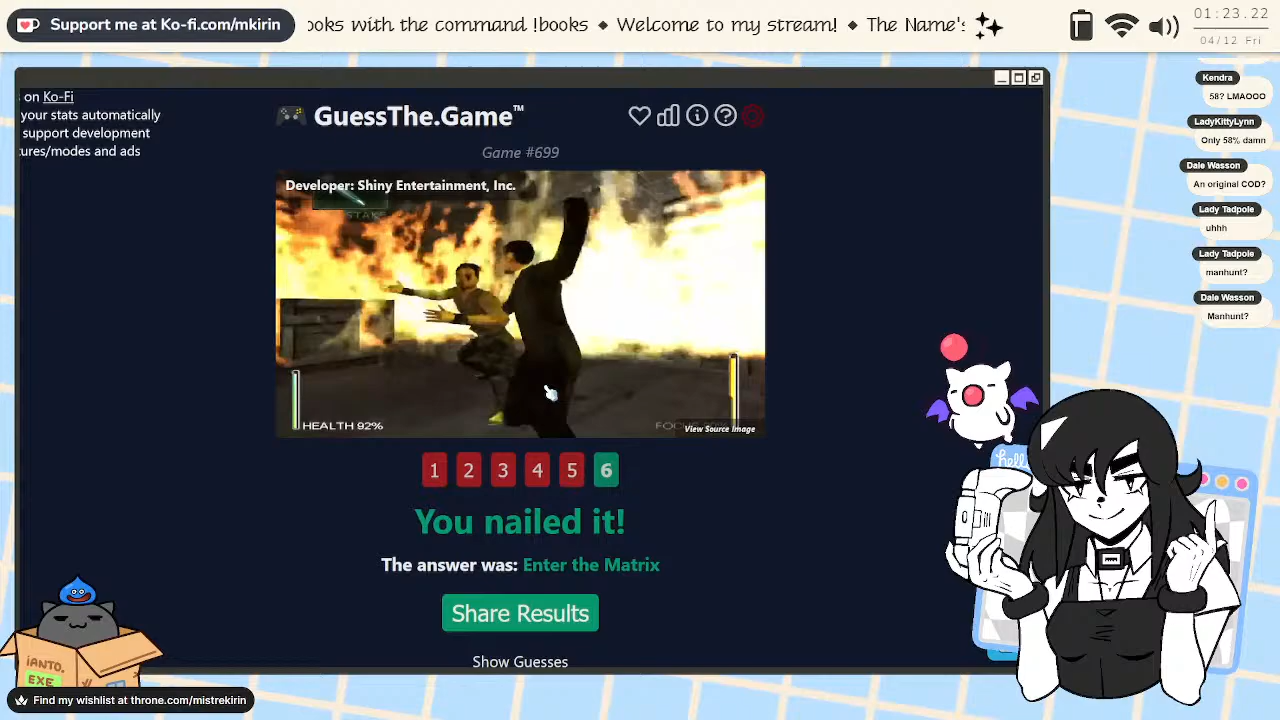 Support me at Ko-fi.com/mkirin
ooks with the command !books ◆ Welcome to my stream! ◆ The Name's
01:23.22
04/12 Fri
on Ko-Fi
your stats automatically
support development
ures/modes and ads
GuessThe.Game™
Game #699
Developer: Shiny Entertainment, Inc.
STAKE
HEALTH 92%
FOC
View Source Image
1 2 3 4 5 6
You nailed it!
The answer was: Enter the Matrix
Share Results
Show Guesses
Kendra
58? LMAOOO
LadyKittyLynn
Only 58% damn
Dale Wasson
An original COD?
Lady Tadpole
uhhh
Lady Tadpole
manhunt?
Dale Wasson
Manhunt?
hello
iANTO.
EXE
Find my wishlist at throne.com/mistrekirin